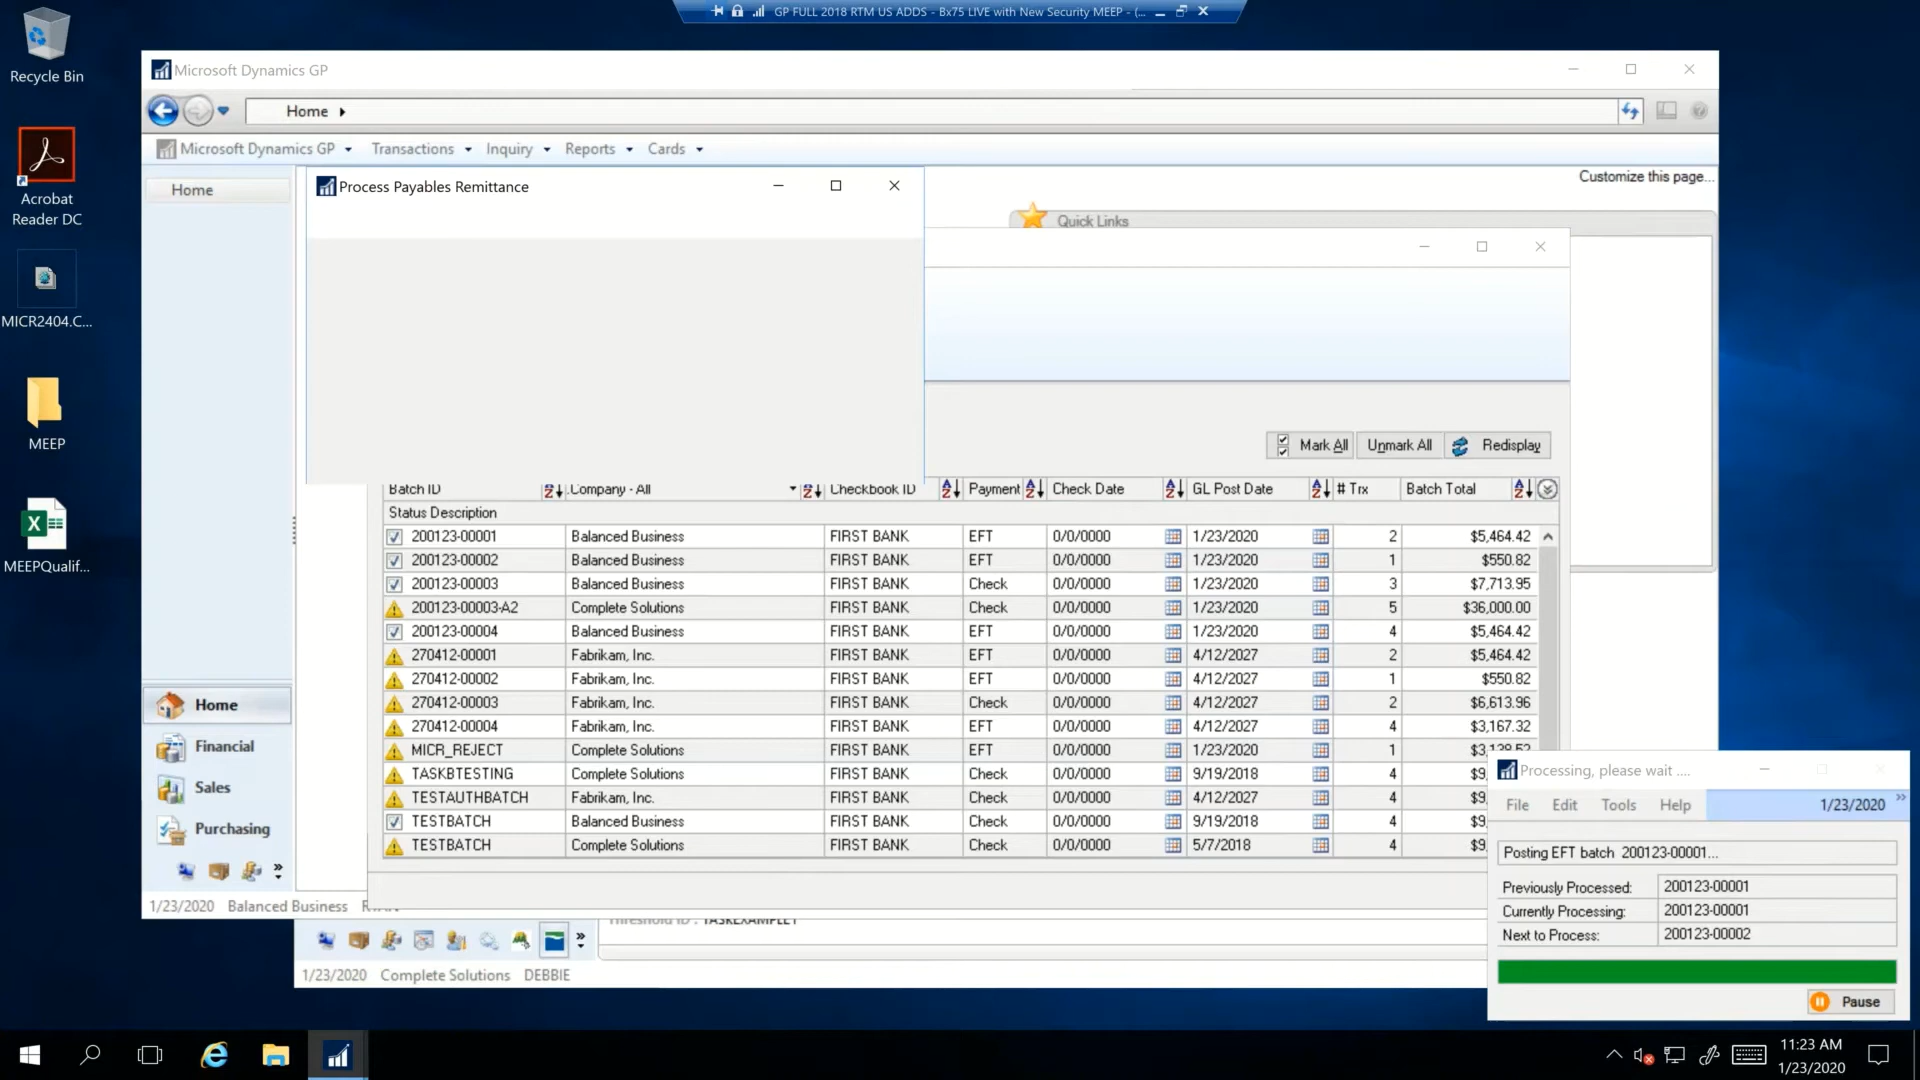 GP FULL 2018 RTM US ADDS - Bx75 LIVE with New Security MEEP - (...
Recycle Bin
Acrobat
Reader DC
MICR2404.C...
MEEP
MEEPQualif...
Microsoft Dynamics GP
Home
Microsoft Dynamics GP Transactions Inquiry Reports Cards
Home
Customize this page...
Quick Links
Process Payables Remittance
Mark All Unmark All Redisplay
Batch ID Company - All Checkbook ID Payment Check Date GL Post Date # Trx Batch Total
Status Description
200123-00001 Balanced Business FIRST BANK EFT 0/0/0000 1/23/2020 2 $5,464.42
200123-00002 Balanced Business FIRST BANK EFT 0/0/0000 1/23/2020 1 $550.82
200123-00003 Balanced Business FIRST BANK Check 0/0/0000 1/23/2020 3 $7,713.95
200123-00003-A2 Complete Solutions FIRST BANK Check 0/0/0000 1/23/2020 5 $36,000.00
200123-00004 Balanced Business FIRST BANK EFT 0/0/0000 1/23/2020 4 $5,464.42
270412-00001 Fabrikam, Inc. FIRST BANK EFT 0/0/0000 4/12/2027 2 $5,464.42
270412-00002 Fabrikam, Inc. FIRST BANK EFT 0/0/0000 4/12/2027 1 $550.82
270412-00003 Fabrikam, Inc. FIRST BANK Check 0/0/0000 4/12/2027 2 $6,613.96
270412-00004 Fabrikam, Inc. FIRST BANK EFT 0/0/0000 4/12/2027 4 $3,167.32
MICR_REJECT Complete Solutions FIRST BANK EFT 0/0/0000 1/23/2020 1
TASKBTESTING Complete Solutions FIRST BANK Check 0/0/0000 9/19/2018 4 $9,
TESTAUTHBATCH Fabrikam, Inc. FIRST BANK Check 0/0/0000 4/12/2027 4 $9,
TESTBATCH Balanced Business FIRST BANK Check 0/0/0000 9/19/2018 4 $9,
TESTBATCH Complete Solutions FIRST BANK Check 0/0/0000 5/7/2018 4 $9,
Home
Financial
Sales
Purchasing
1/23/2020 Balanced Business
Threshold ID : TASKEXAMPLE1
1/23/2020 Complete Solutions DEBBIE
Processing, please wait ....
File Edit Tools Help 1/23/2020
Posting EFT batch 200123-00001...
Previously Processed: 200123-00001
Currently Processing: 200123-00001
Next to Process: 200123-00002
Pause
11:23 AM
1/23/2020